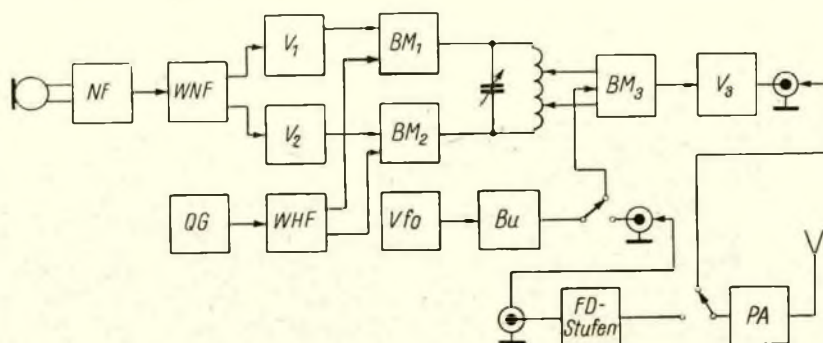 NF
WNF
V1
V2
BM1
BM2
BM3
V3
QG
WHF
Vfo
Bu
FD-
Stufen
PA